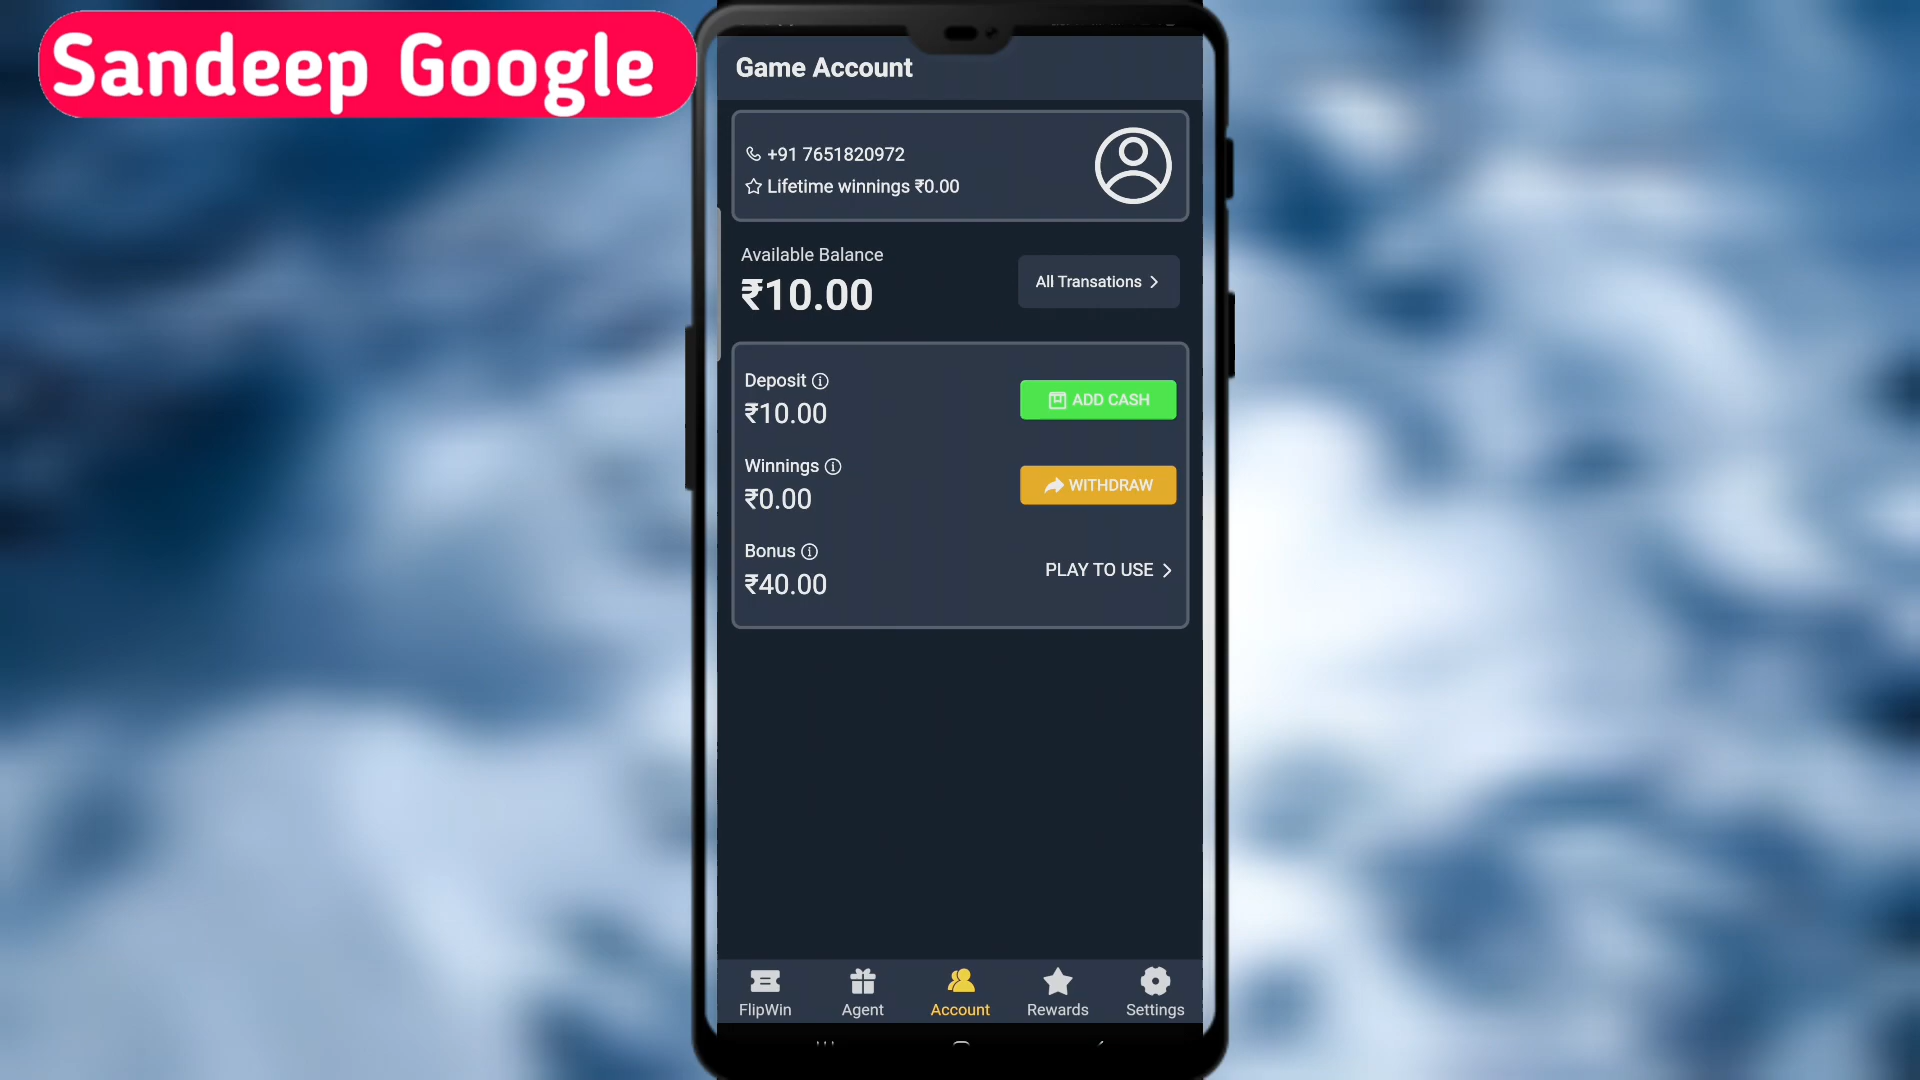 Sandeep Google
Game Account
+91 7651820972
Lifetime winnings ₹0.00
Available Balance
₹10.00
All Transations
Deposit
₹10.00
ADD CASH
Winnings
₹0.00
WITHDRAW
Bonus
₹40.00
PLAY TO USE
FlipWin
Agent
Account
Rewards
Settings